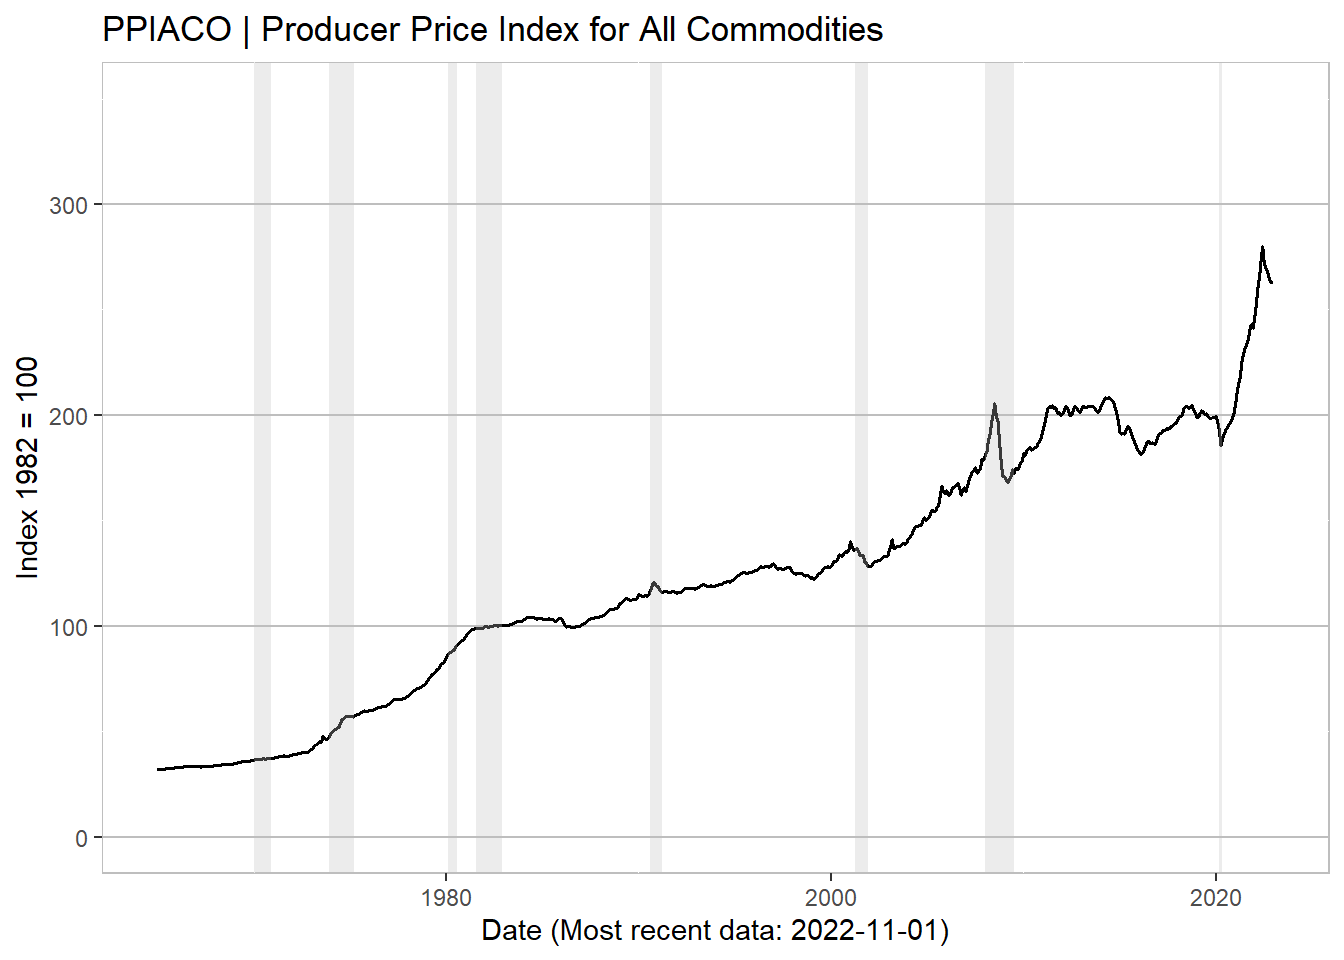 PPIACO | Producer Price Index for All Commodities
Index 1982 = 100
300
200
100
0
1980
2000
2020
Date (Most recent data: 2022-11-01)